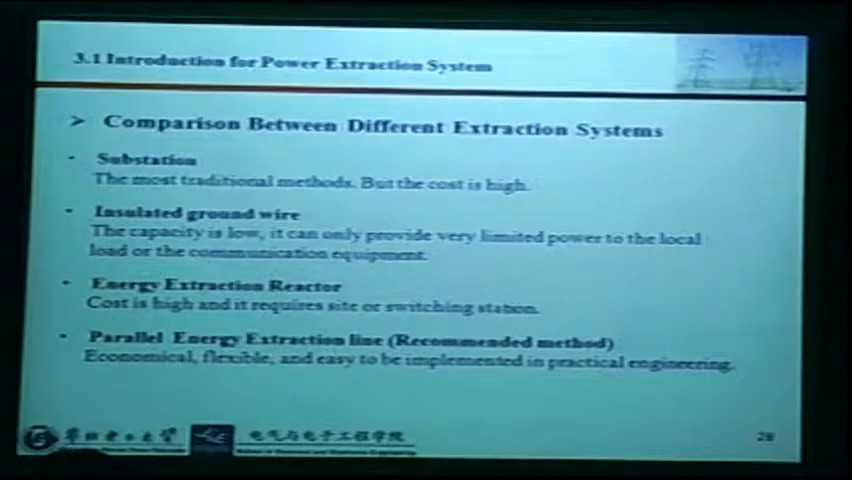 3.1 Introduction for Power Extraction System
➢ Comparison Between Different Extraction Systems
• Substation
The most traditional methods. But the cost is high.
• Insulated ground wire
The capacity is low, it can only provide very limited power to the local
load or the communication equipment.
• Energy Extraction Reactor
Cost is high and it requires site or switching station.
• Parallel Energy Extraction line (Recommended method)
Economical, flexible, and easy to be implemented in practical engineering.
华北电力大学
电气与电子工程学院
28